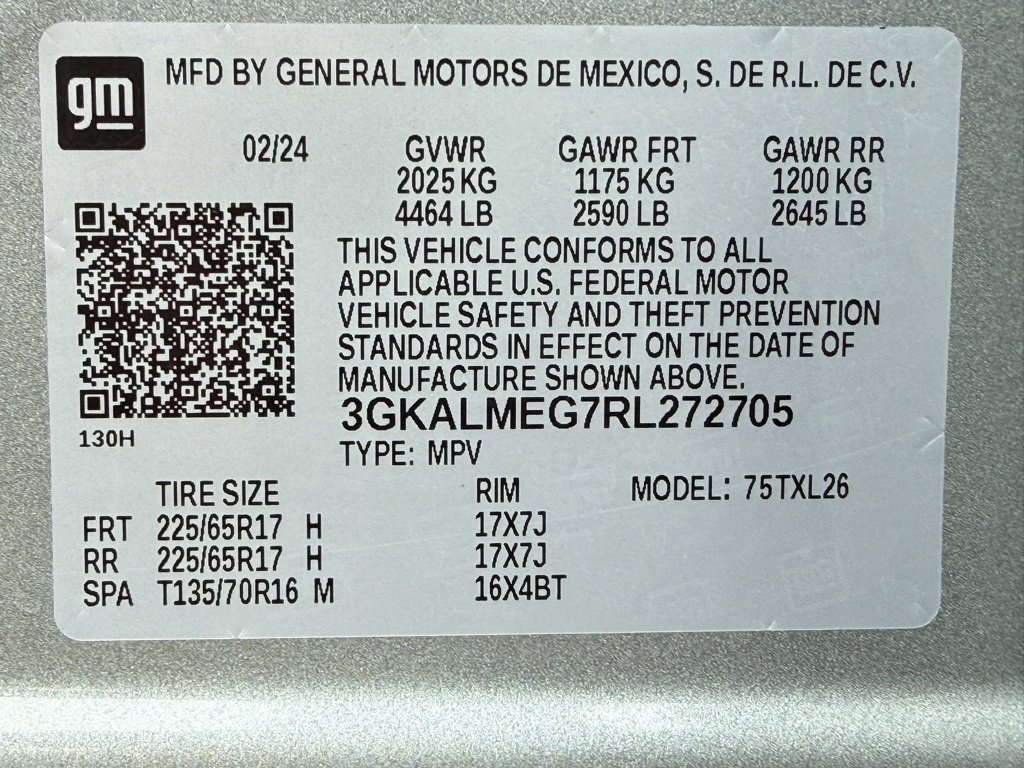 gm
MFD BY GENERAL MOTORS DE MEXICO, S. DE R.L. DE C.V.
02/24 GVWR GAWR FRT GAWR RR
2025 KG 1175 KG 1200 KG
4464 LB 2590 LB 2645 LB
THIS VEHICLE CONFORMS TO ALL
APPLICABLE U.S. FEDERAL MOTOR
VEHICLE SAFETY AND THEFT PREVENTION
STANDARDS IN EFFECT ON THE DATE OF
MANUFACTURE SHOWN ABOVE.
3GKALMEG7RL272705
130H
TYPE: MPV
TIRE SIZE RIM MODEL: 75TXL26
FRT 225/65R17 H 17X7J
RR 225/65R17 H 17X7J
SPA T135/70R16 M 16X4BT